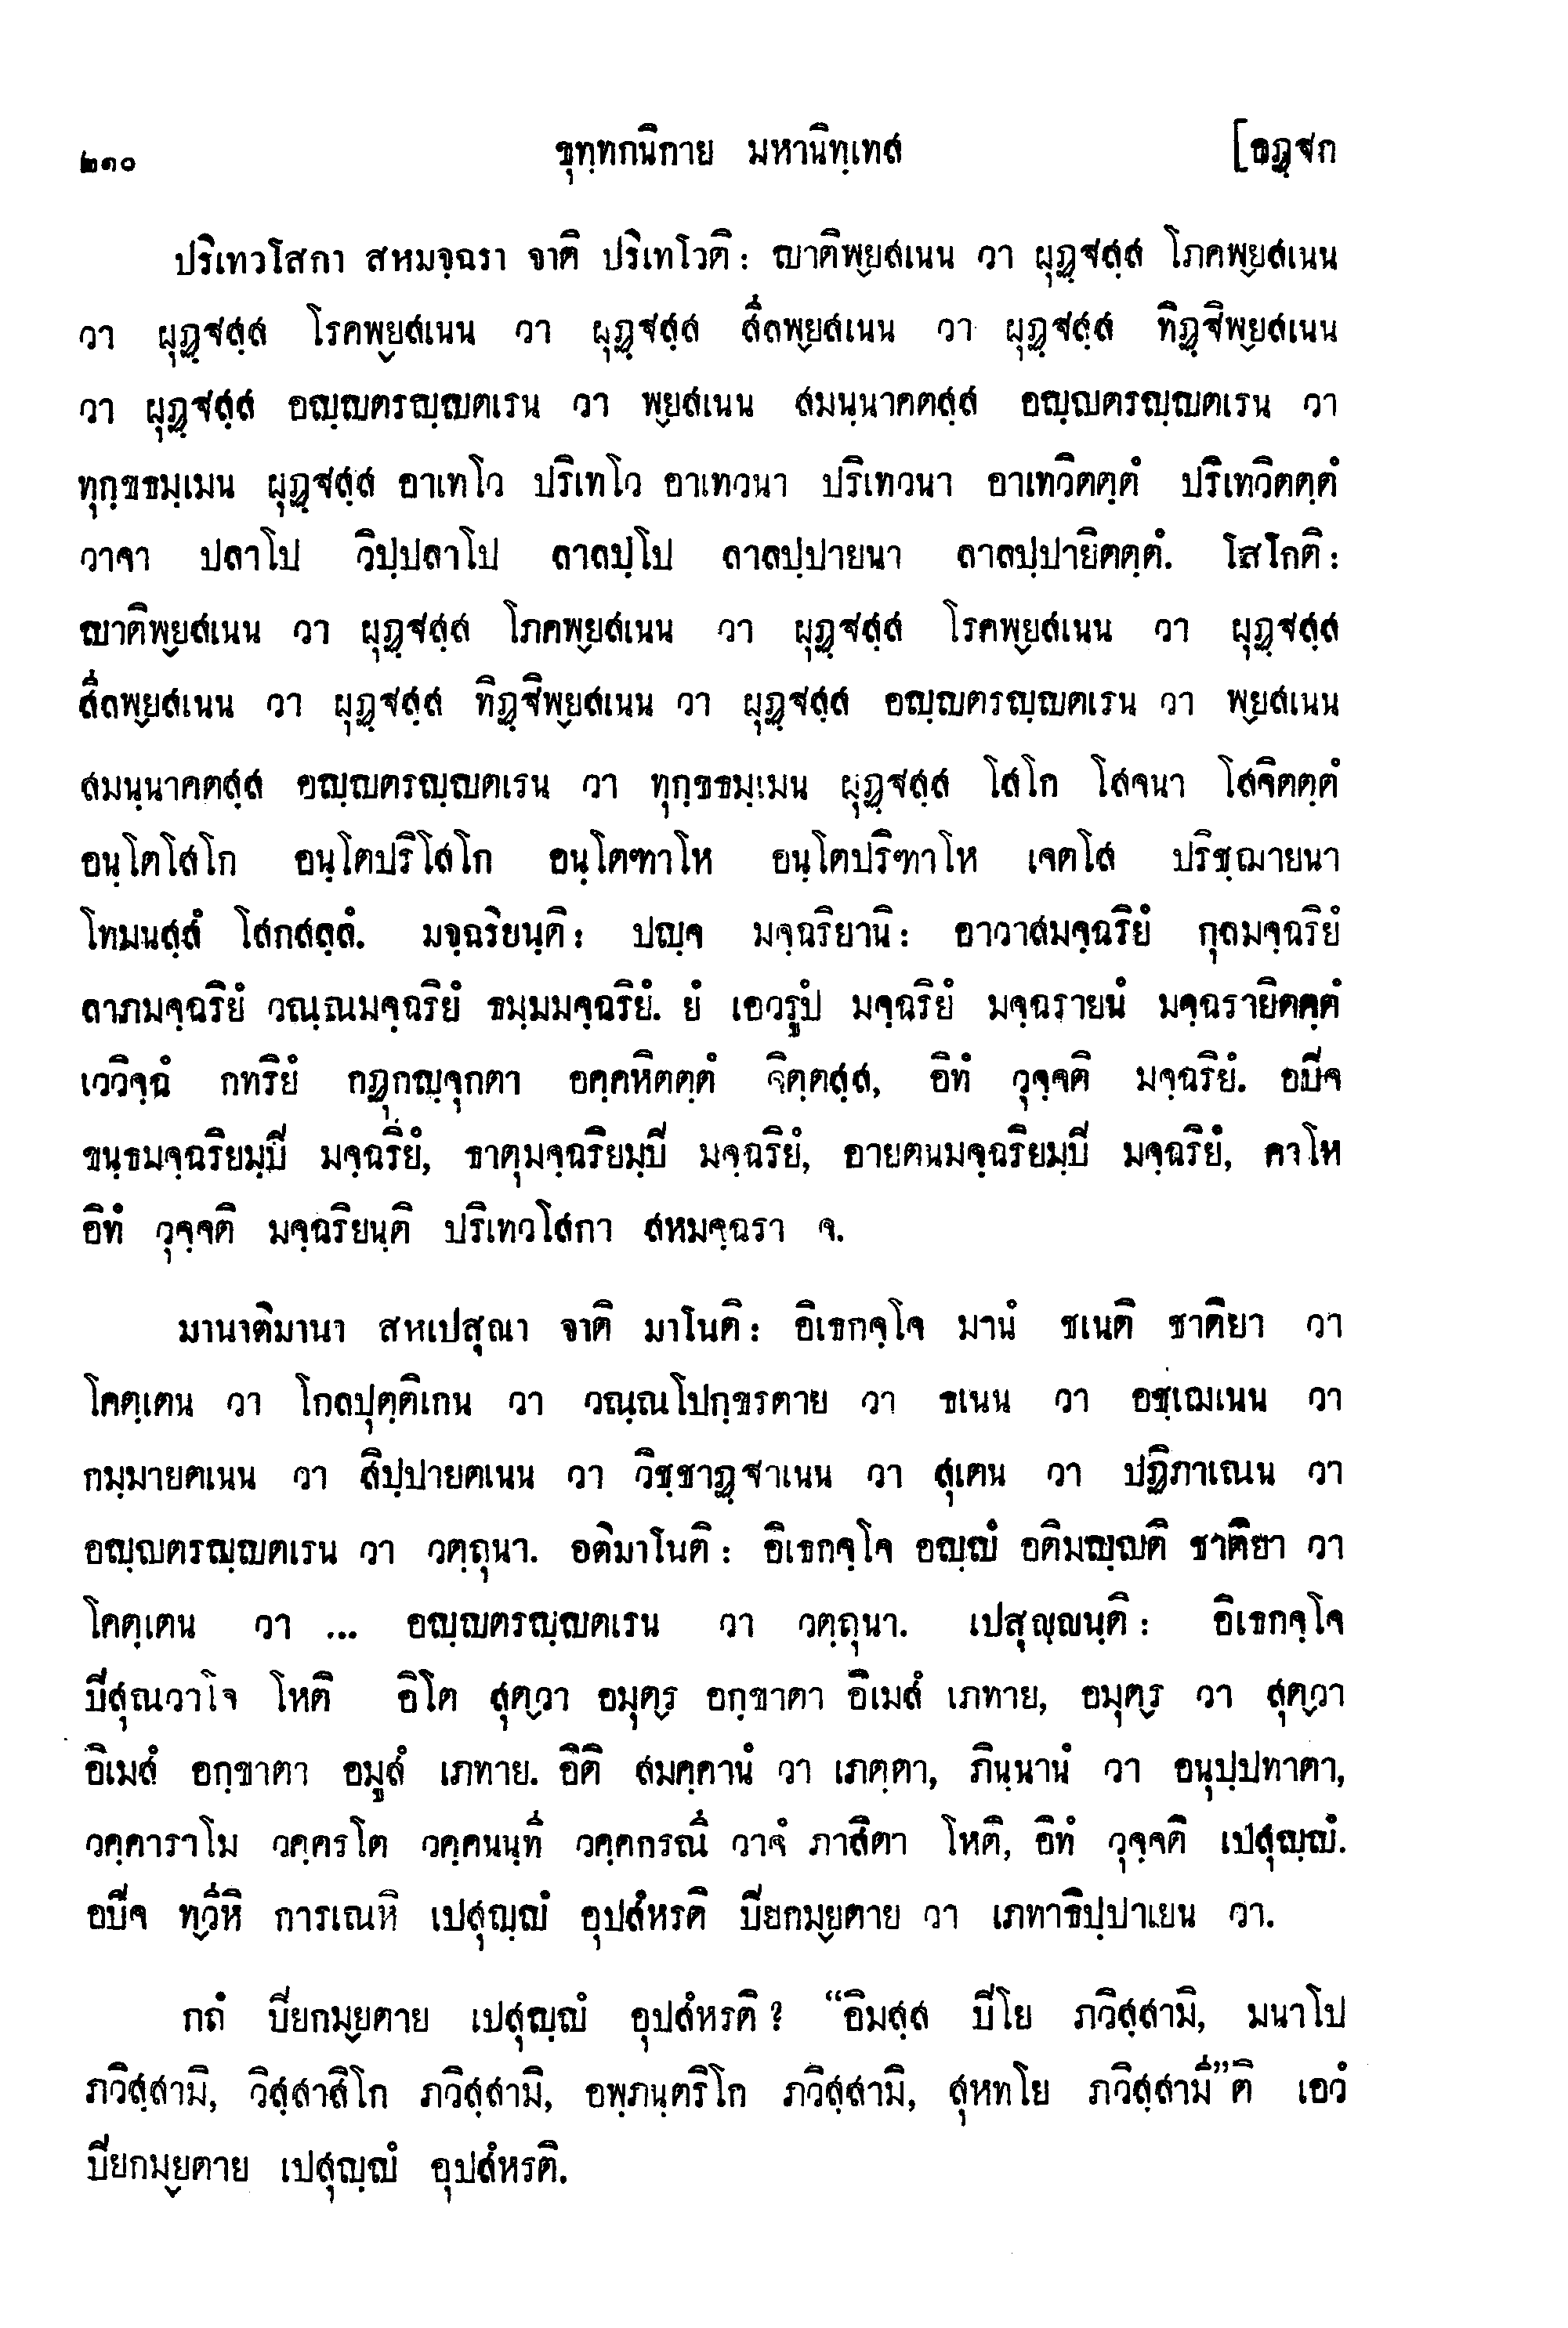 ๒๓๐ ขุทฺทกนิกาย มหานิทฺเทส [อฏฺฐก
ปริเทวโสกา สหมจฺฉรา จาติ ปริเทโวติ: ญาติพฺยสเนน วา ผุฏฺฐสฺส โภคพฺยสเนน
วา ผุฏฺฐสฺส โรคพฺยสเนน วา ผุฏฺฐสฺส สีลพฺยสเนน วา ผุฏฺฐสฺส ทิฏฺฐิพฺยสเนน
วา ผุฏฺฐสฺส อญฺญตรญฺญตเรน วา พฺยสเนน สมนฺนาคตสฺส อญฺญตรญฺญตเรน วา
ทุกฺขธมฺเมน ผุฏฺฐสฺส อาเทโว ปริเทโว อาเทวนา ปริเทวนา อาเทวิตตฺตํ ปริเทวิตตฺตํ
วาจา ปลาโป วิปฺปลาโป ลาลปฺโป ลาลปฺปายนา ลาลปฺปายิตตฺตํ. โสโกติ:
ญาติพฺยสเนน วา ผุฏฺฐสฺส โภคพฺยสเนน วา ผุฏฺฐสฺส โรคพฺยสเนน วา ผุฏฺฐสฺส
สีลพฺยสเนน วา ผุฏฺฐสฺส ทิฏฺฐิพฺยสเนน วา ผุฏฺฐสฺส อญฺญตรญฺญตเรน วา พฺยสเนน
สมนฺนาคตสฺส อญฺญตรญฺญตเรน วา ทุกฺขธมฺเมน ผุฏฺฐสฺส โสโก โสจนา โสจิตตฺตํ
อนฺโตโสโก อนฺโตปริโสโก อนฺโตฑาโห อนฺโตปริฑาโห เจตโส ปริชฺฌายนา
โทมนสฺสํ โสกสลฺลํ. มจฺฉริยนฺติ: ปญฺจ มจฺฉริยานิ: อาวาสมจฺฉริยํ กุลมจฺฉริยํ
ลาภมจฺฉริยํ วณฺณมจฺฉริยํ ธมฺมมจฺฉริยํ. ยํ เอวรูปํ มจฺฉริยํ มจฺฉรายนํ มจฺฉรายิตตฺตํ
เววิจฺฉํ กทริยํ กฏุกญฺจุกตา อคฺคหิตตฺตํ จิตฺตสฺส, อิทํ วุจฺจติ มจฺฉริยํ. อปิจ
ขนฺธมจฺฉริยมฺปิ มจฺฉริยํ, ธาตุมจฺฉริยมฺปิ มจฺฉริยํ, อายตนมจฺฉริยมฺปิ มจฺฉริยํ, คาโห
อิทํ วุจฺจติ มจฺฉริยนฺติ ปริเทวโสกา สหมจฺฉรา จ.
มานาติมานา สหเปสุณา จาติ มาโนติ: อิเธกจฺโจ มานํ ชเนติ ชาติยา วา
โคตฺเตน วา โกลปุตฺติเกน วา วณฺณโปกฺขรตาย วา ธเนน วา อชฺเฌเนน วา
กมฺมายตเนน วา สิปฺปายตเนน วา วิชฺชาฏฺฐาเนน วา สุเตน วา ปฏิภาเณน วา
อญฺญตรญฺญตเรน วา วตฺถุนา. อติมาโนติ: อิเธกจฺโจ อญฺญํ อติมญฺญติ ชาติยา วา
โคตฺเตน วา ... อญฺญตรญฺญตเรน วา วตฺถุนา. เปสุญฺญนฺติ: อิเธกจฺโจ
ปิสุณวาโจ โหติ อิโต สุตฺวา อมุตฺร อกฺขาตา อิเมสํ เภทาย, อมุตฺร วา สุตฺวา
อิเมสํ อกฺขาตา อมูสํ เภทาย. อิติ สมคฺคานํ วา เภตฺตา, ภินฺนานํ วา อนุปฺปทาตา,
วคฺคาราโม วคฺครโต วคฺคนนฺที วคฺคกรณึ วาจํ ภาสิตา โหติ, อิทํ วุจฺจติ เปสุญฺญํ.
อปิจ ทฺวีหิ การเณหิ เปสุญฺญํ อุปสํหรติ ปิยกมฺยตาย วา เภทาธิปฺปาเยน วา.
กถํ ปิยกมฺยตาย เปสุญฺญํ อุปสํหรติ? “อิมสฺส ปิโย ภวิสฺสามิ, มนาโป
ภวิสฺสามิ, วิสฺสาสิโก ภวิสฺสามิ, อพฺภนฺตริโก ภวิสฺสามิ, สุหทโย ภวิสฺสามี”ติ เอวํ
ปิยกมฺยตาย เปสุญฺญํ อุปสํหรติ.